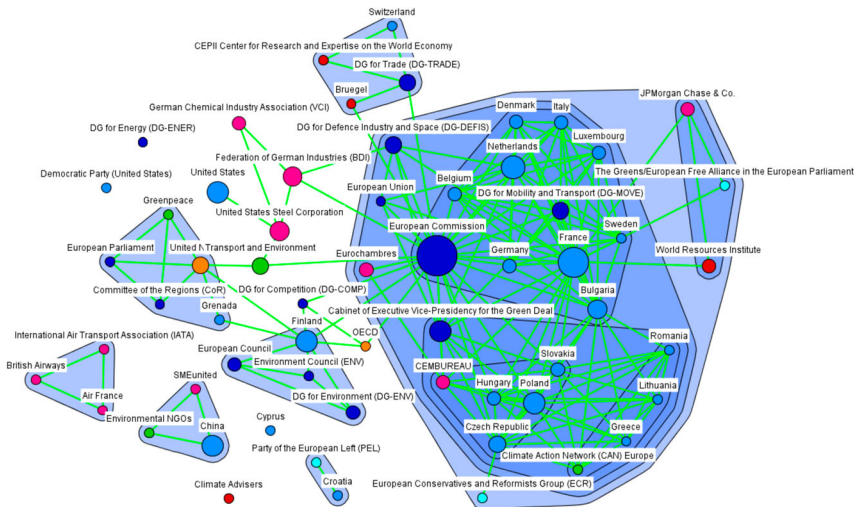 Switzerland
CEPII Center for Research and Expertise on the World Economy
DG for Trade (DG-TRADE)
Bruegel
JPMorgan Chase & Co.
German Chemical Industry Association (VCI)
Denmark
Italy
DG for Defence Industry and Space (DG-DEFIS)
Luxembourg
DG for Energy (DG-ENER)
Netherlands
Federation of German Industries (BDI)
The Greens/European Free Alliance in the European Parliament
United States
Belgium
Democratic Party (United States)
European Union
DG for Mobility and Transport (DG-MOVE)
Greenpeace
United States Steel Corporation
European Commission
Sweden
France
European Parliament
United N
Transport and Environment
Eurochambres
Germany
World Resources Institute
Committee of the Regions (CoR)
DG for Competition (DG-COMP)
Bulgaria
Grenada
Cabinet of Executive Vice-Presidency for the Green Deal
Finland
International Air Transport Association (IATA)
OECD
Romania
European Council
Slovakia
Environment Council (ENV)
British Airways
CEMBUREAU
SMEunited
Hungary
Poland
Lithuania
Air France
DG for Environment (DG-ENV)
Environmental NGOs
China
Cyprus
Czech Republic
Greece
Party of the European Left (PEL)
Climate Action Network (CAN) Europe
Climate Advisers
Croatia
European Conservatives and Reformists Group (ECR)